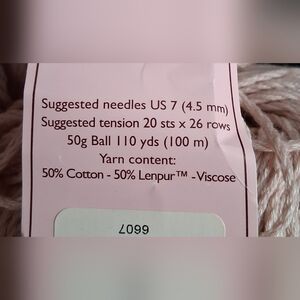 Suggested needles US 7 (4.5 mm)
Suggested tension 20 sts x 26 rows
50g Ball 110 yds (100 m)
Yarn content:
50% Cotton - 50% Lenpur™ -Viscose
6607